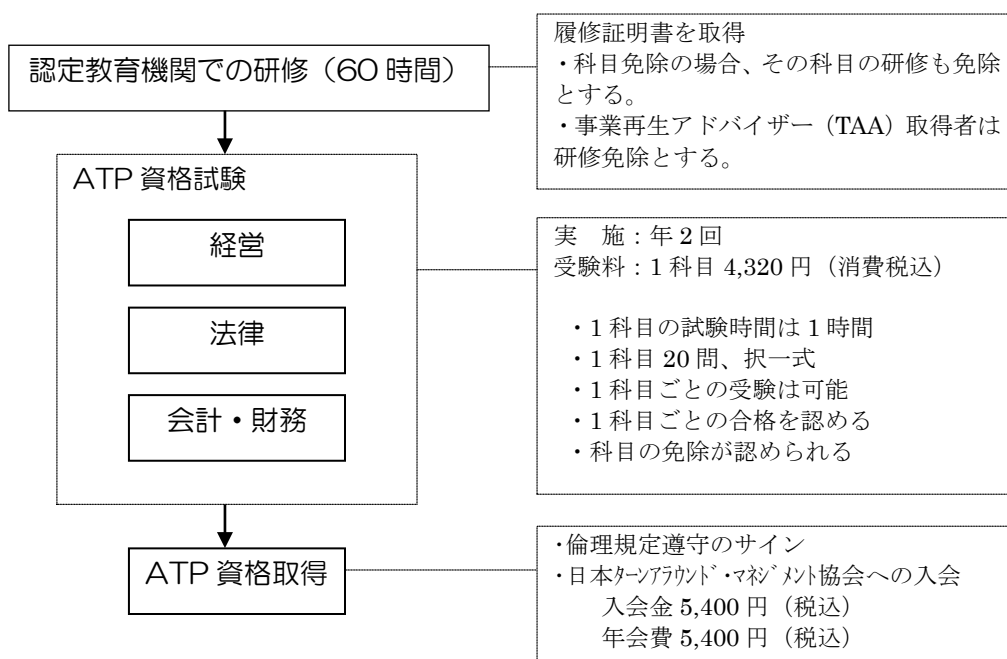 認定教育機関での研修（60時間）
履修証明書を取得
・科目免除の場合、その科目の研修も免除
とする。
・事業再生アドバイザー（TAA）取得者は
研修免除とする。
ATP 資格試験
経営
法律
会計・財務
実　施：年2回
受験料：1科目 4,320円（消費税込）
・1科目の試験時間は1時間
・1科目 20問、択一式
・1科目ごとの受験は可能
・1科目ごとの合格を認める
・科目の免除が認められる
ATP 資格取得
・倫理規定遵守のサイン
・日本ﾀｰﾝｱﾗｳﾝﾄﾞ・ﾏﾈｼﾞﾒﾝﾄ協会への入会
入会金 5,400円（税込）
年会費 5,400円（税込）